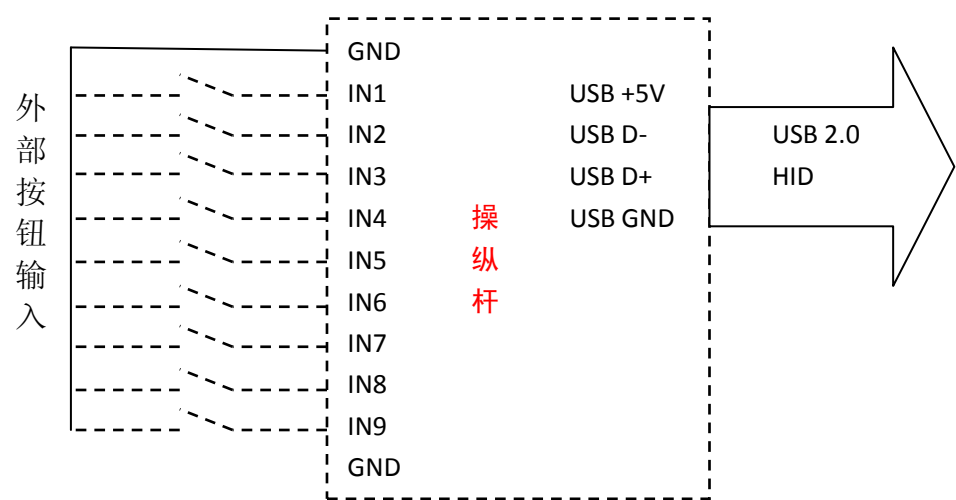 外部按钮输入
GND
IN1
IN2
IN3
IN4
IN5
IN6
IN7
IN8
IN9
GND
操纵杆
USB +5V
USB D-
USB D+
USB GND
USB 2.0
HID